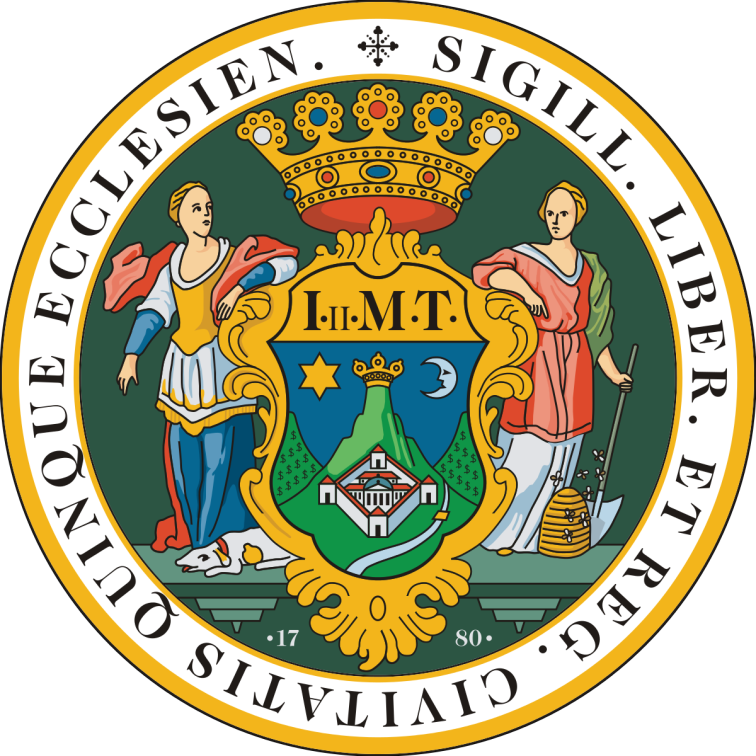 SIGILL. LIBER. ET REG. CIVITATIS QUINQUE ECCLESIEN.
I·II·M·T·
·17 80·